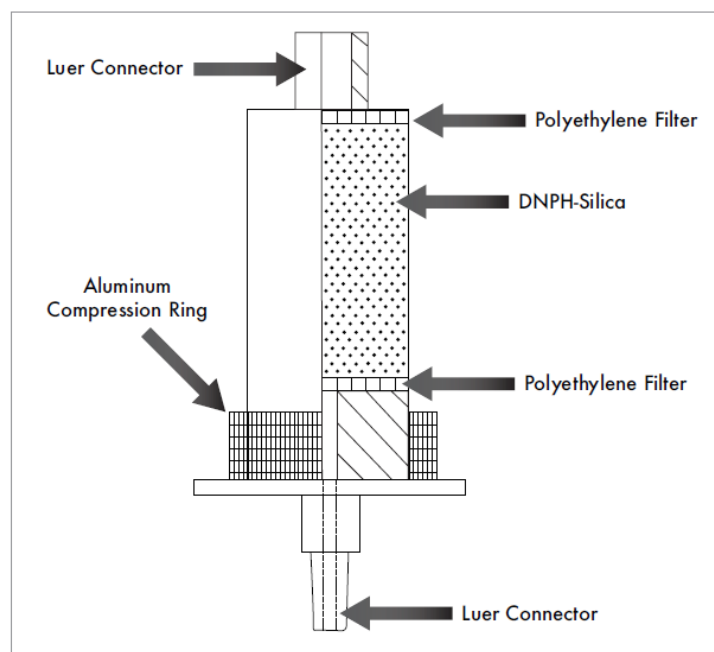 Luer Connector
Polyethylene Filter
DNPH-Silica
Aluminum
Compression Ring
Polyethylene Filter
Luer Connector